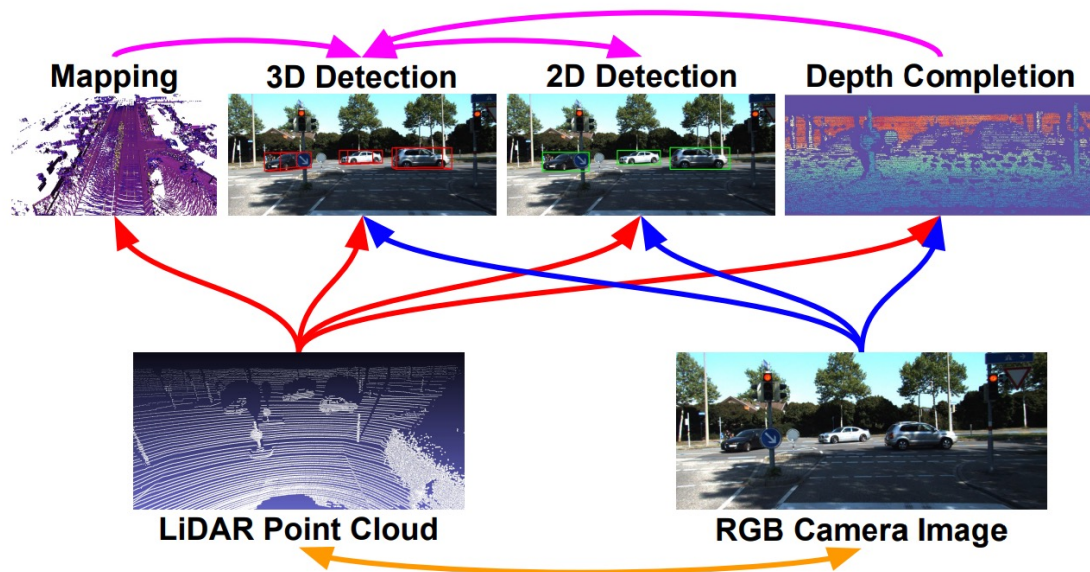 Mapping
3D Detection
2D Detection
Depth Completion
LiDAR Point Cloud
RGB Camera Image